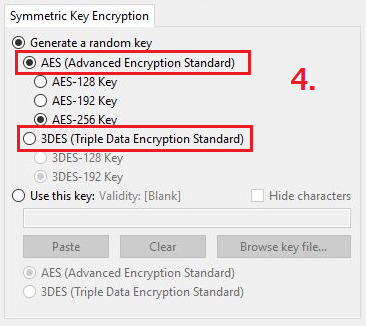 Symmetric Key Encryption
Generate a random key
AES (Advanced Encryption Standard)
4.
AES-128 Key
AES-192 Key
AES-256 Key
3DES (Triple Data Encryption Standard)
3DES-128 Key
3DES-192 Key
Use this key: Validity: [Blank] Hide characters
Paste Clear Browse key file...
AES (Advanced Encryption Standard)
3DES (Triple Data Encryption Standard)